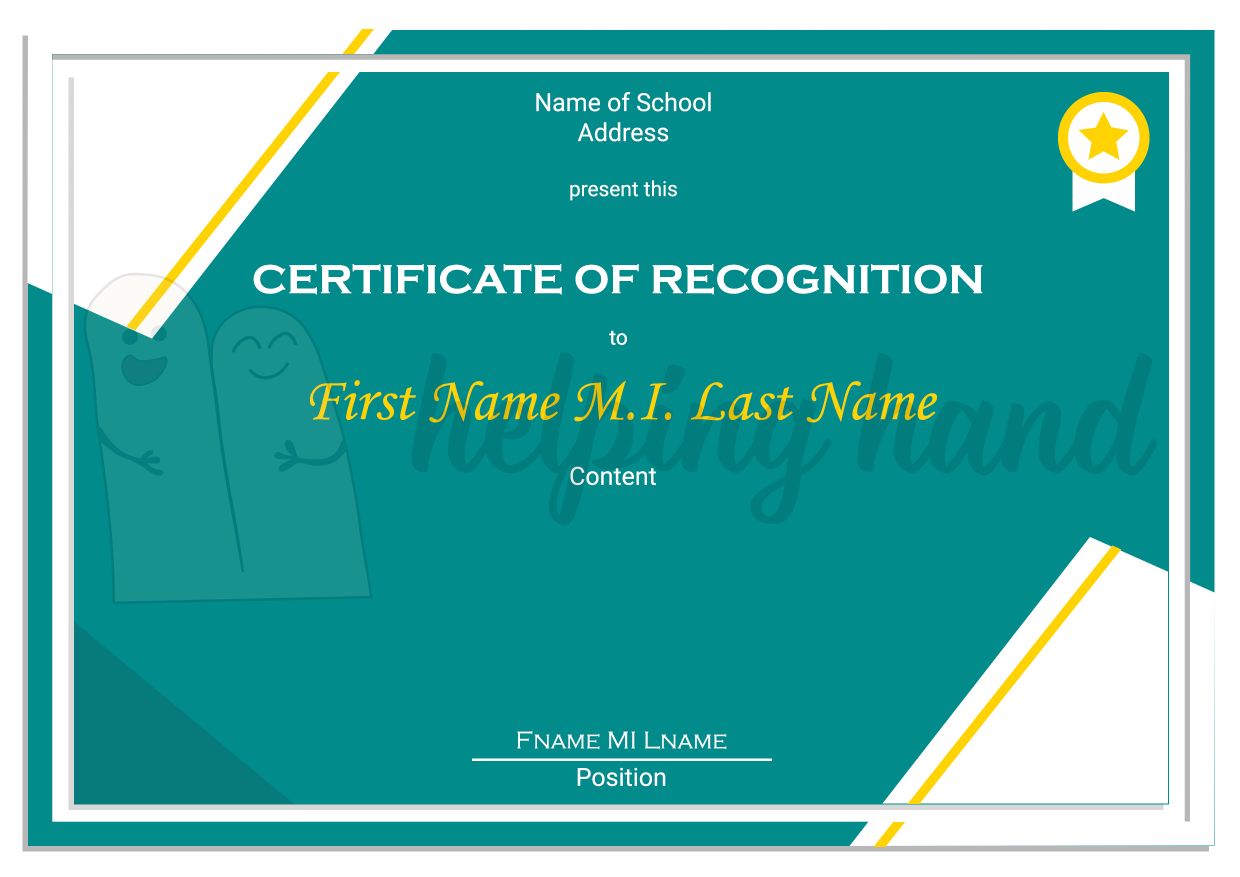 Name of School
Address
present this
CERTIFICATE OF RECOGNITION
to
First Name M.I. Last Name
helping hand
Content
FNAME MI LNAME
Position